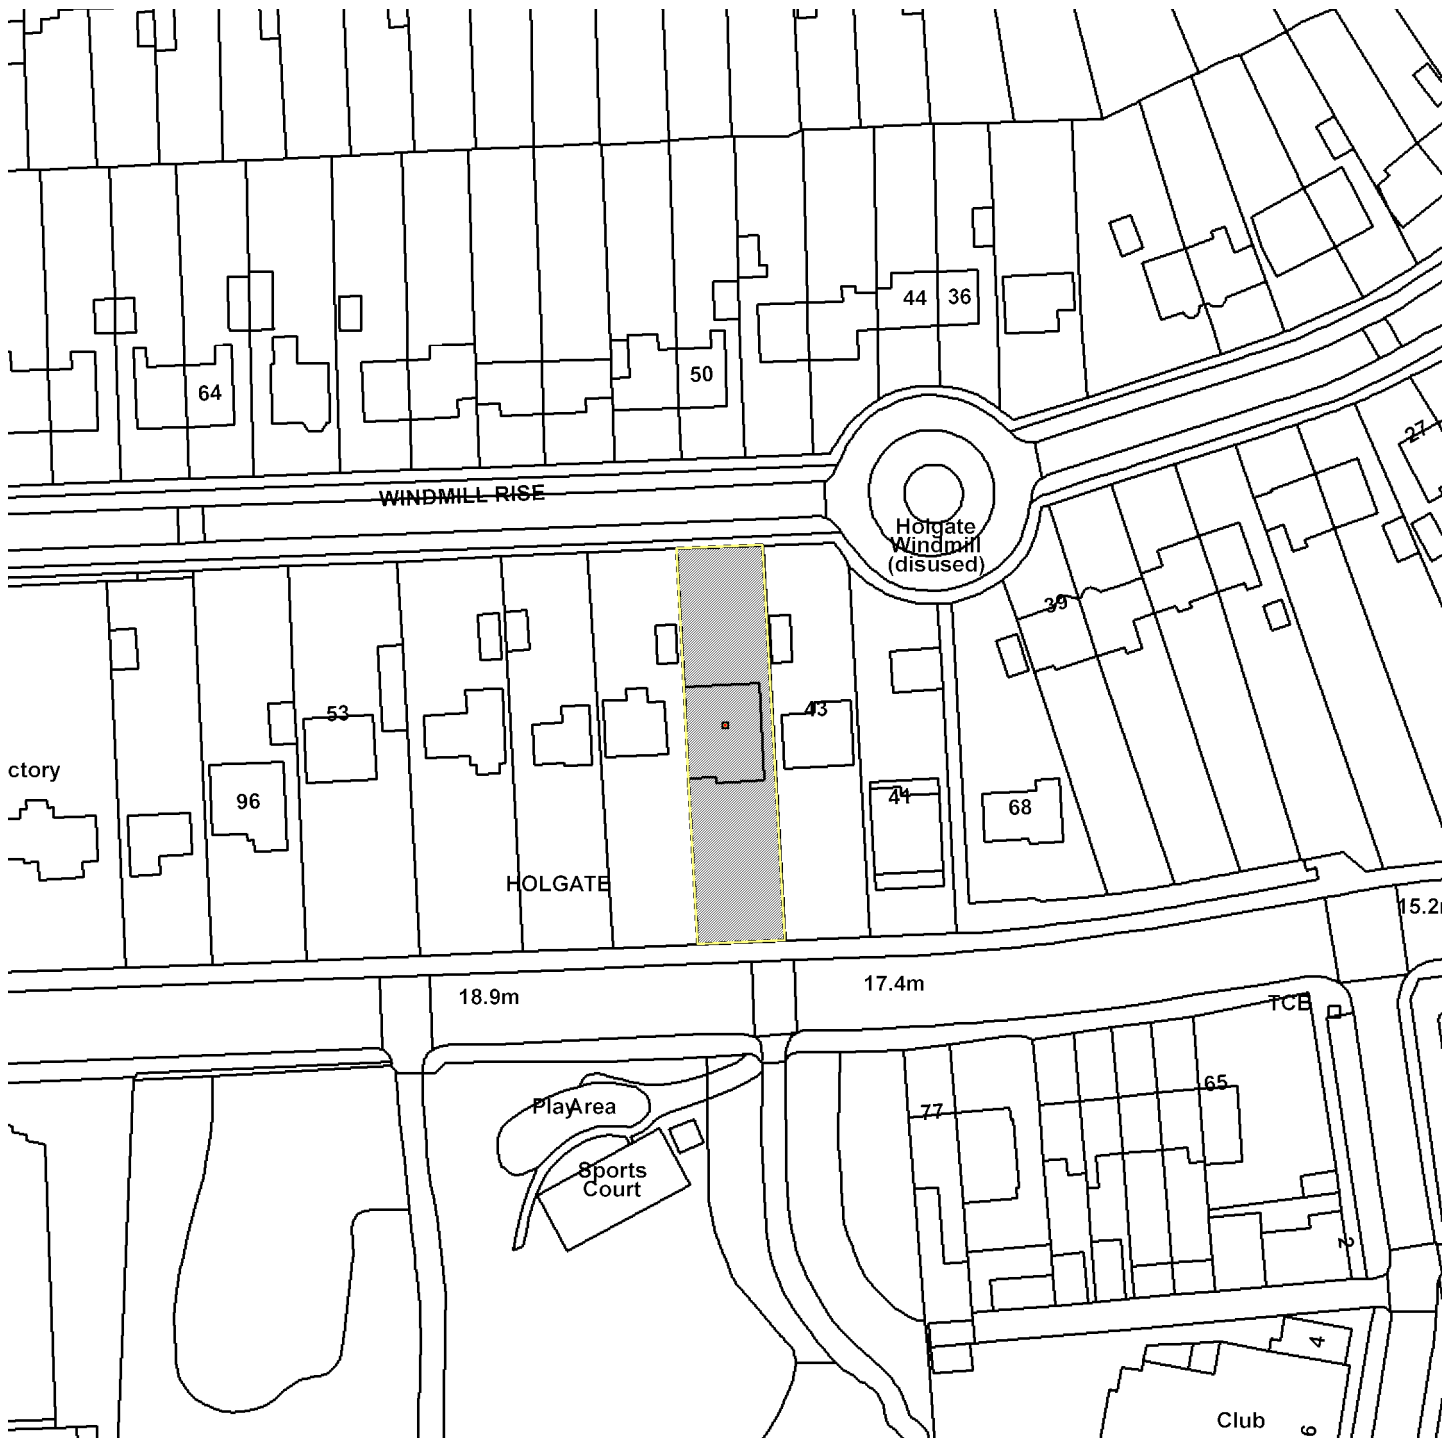 44 36
50
64
27
WINDMILL RISE
Holgate
Windmill
(disused)
39
53
43
ctory
96
41
68
HOLGATE
15.2m
18.9m
17.4m
TCB
65
PlayArea
77
Sports
Court
2
4
Club
6